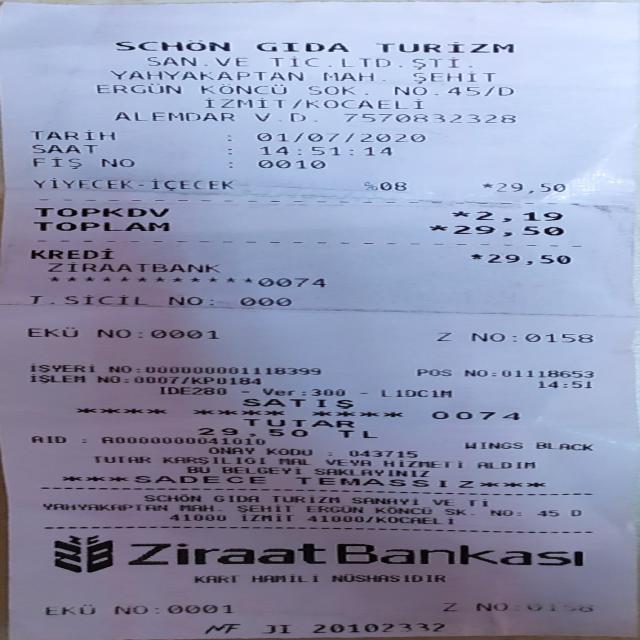 SCHÖN GIDA TURİZM
SAN.VE TİC.LTD.ŞTİ.
YAHYAKAPTAN MAH. ŞEHİT
ERGÜN KÖNCÜ SOK. NO.45/D
İZMİT/KOCAELİ
ALEMDAR V.D. 7570832328
TARİH : 01/07/2020
SAAT : 14:51:14
FİŞ NO : 0010
YİYECEK-İÇECEK %08 *29,50
TOPKDV *2,19
TOPLAM *29,50
KREDİ *29,50
ZİRAATBANK
************0074
T.SİCİL NO: 000
EKÜ NO:0001 Z NO:0158
İŞYERİ NO:000000001118399 POS NO:01118653
İŞLEM NO:0007/KP0184 14:51
IDE280 - Ver:300 - L1DC1M
SATIŞ
**** **** **** 0074
TUTAR
29,50 TL
AID : A0000000041010 WINGS BLACK
ONAY KODU : 043715
TUTAR KARŞILIĞI MAL VEYA HİZMETİ ALDIM
BU BELGEYİ SAKLAYINIZ
***SADECE TEMASSIZ***
SCHÖN GIDA TURİZM SANAYİ VE Tİ
YAHYAKAPTAN MAH. ŞEHİT ERGÜN KÖNCÜ SK. NO: 45 D
41000 İZMİT 41000/KOCAELİ
Ziraat Bankası
KART HAMİLİ NÜSHASIDIR
EKÜ NO:0001 Z NO:0158
MF JI 20102332